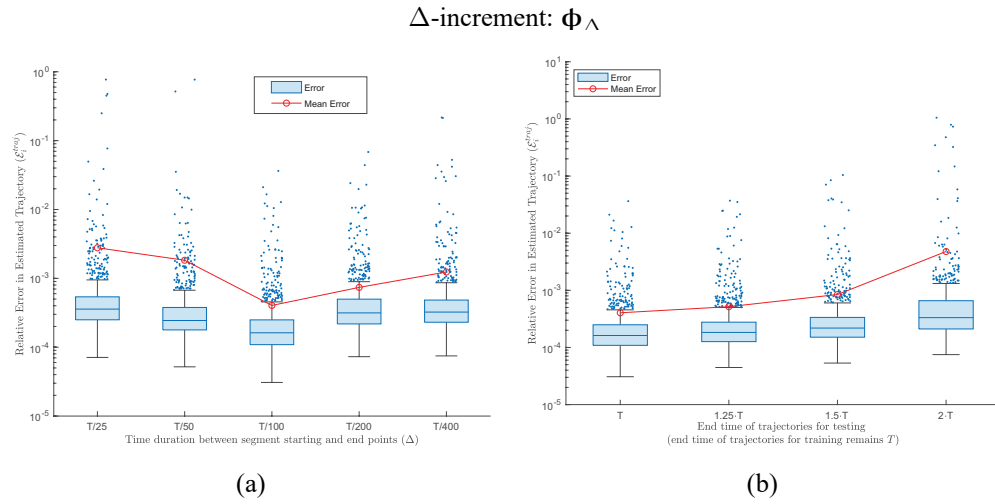 Δ-increment: ϕ_Δ
10^0
10^-1
10^-2
10^-3
10^-4
10^-5
Relative Error in Estimated Trajectory (ℰ_i^{traj})
Error
Mean Error
T/25 T/50 T/100 T/200 T/400
Time duration between segment starting and end points (Δ)
(a)
10^1
10^0
10^-1
10^-2
10^-3
10^-4
10^-5
Relative Error in Estimated Trajectory (ℰ_i^{traj})
Error
Mean Error
T 1.25·T 1.5·T 2·T
End time of trajectories for testing
(end time of trajectories for training remains T)
(b)